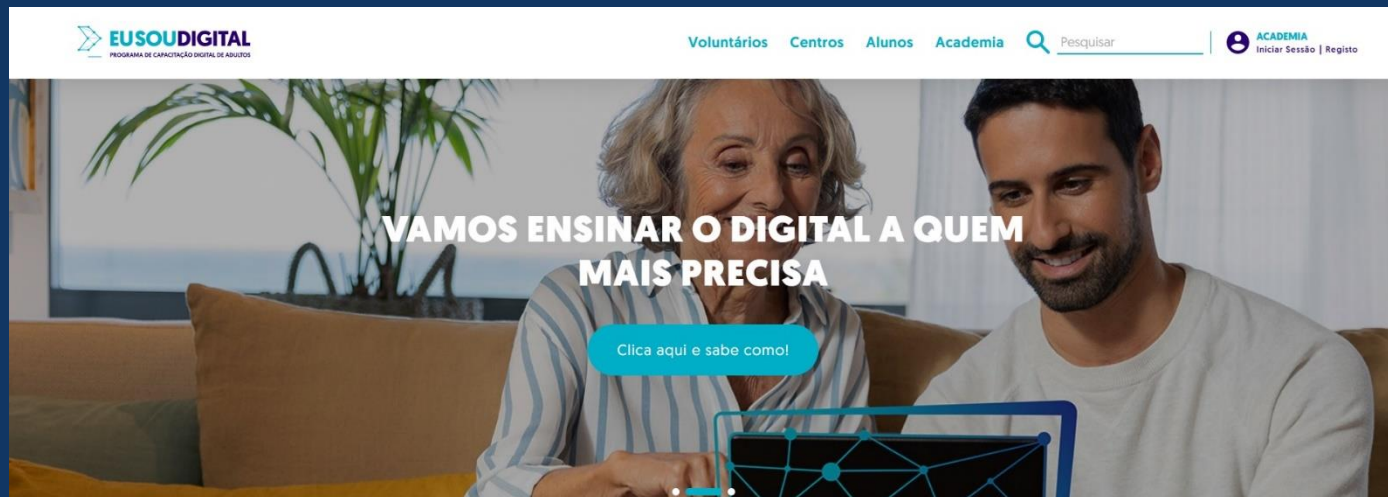 EUSOUDIGITAL
PROGRAMA DE CAPACITAÇÃO DIGITAL DE ADULTOS
Voluntários Centros Alunos Academia Pesquisar ACADEMIA
Iniciar Sessão | Registo
VAMOS ENSINAR O DIGITAL A QUEM
MAIS PRECISA
Clica aqui e sabe como!